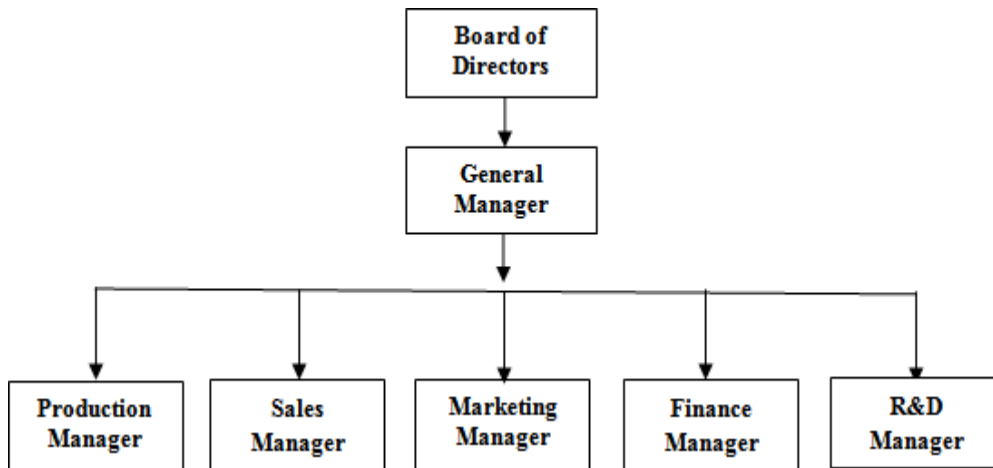 Board of
Directors
General
Manager
Production
Manager
Sales
Manager
Marketing
Manager
Finance
Manager
R&D
Manager